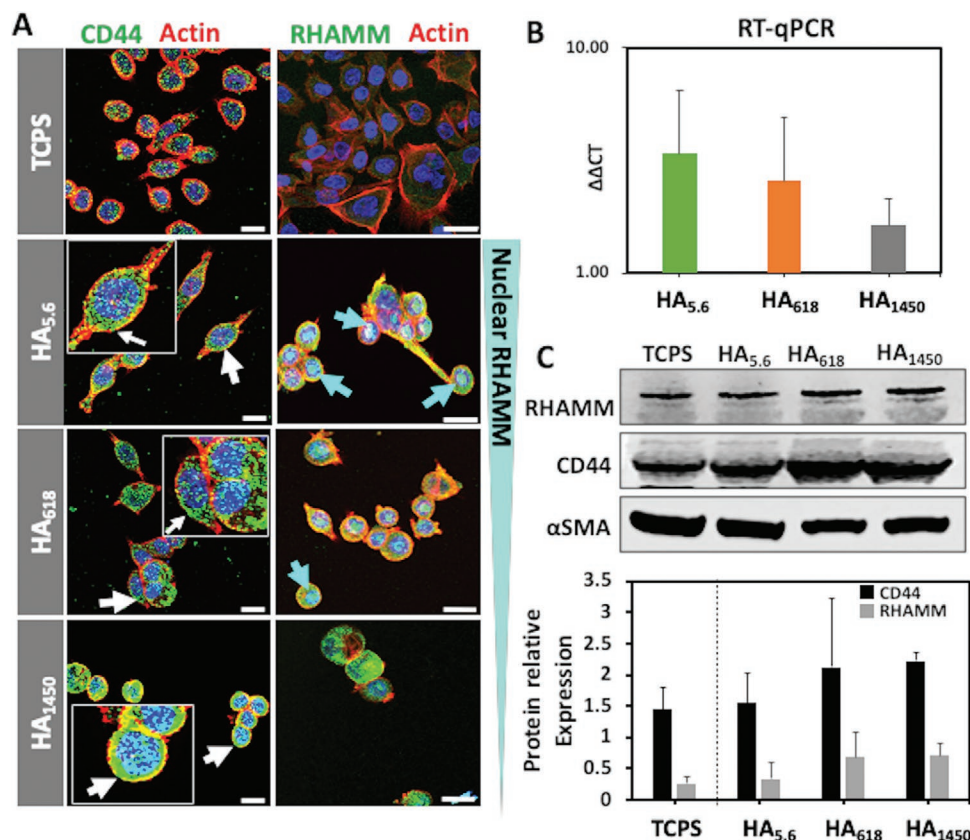 A
CD44 Actin
RHAMM Actin
TCPS
HA5.6
HA618
HA1450
Nuclear RHAMM
B
RT-qPCR
10.00
ΔΔCT
1.00
HA5.6 HA618 HA1450
C
TCPS HA5.6 HA618 HA1450
RHAMM
CD44
αSMA
3.5
3
2.5
2
1.5
1
0.5
0
Protein relative
Expression
CD44
RHAMM
TCPS HA5.6 HA618 HA1450